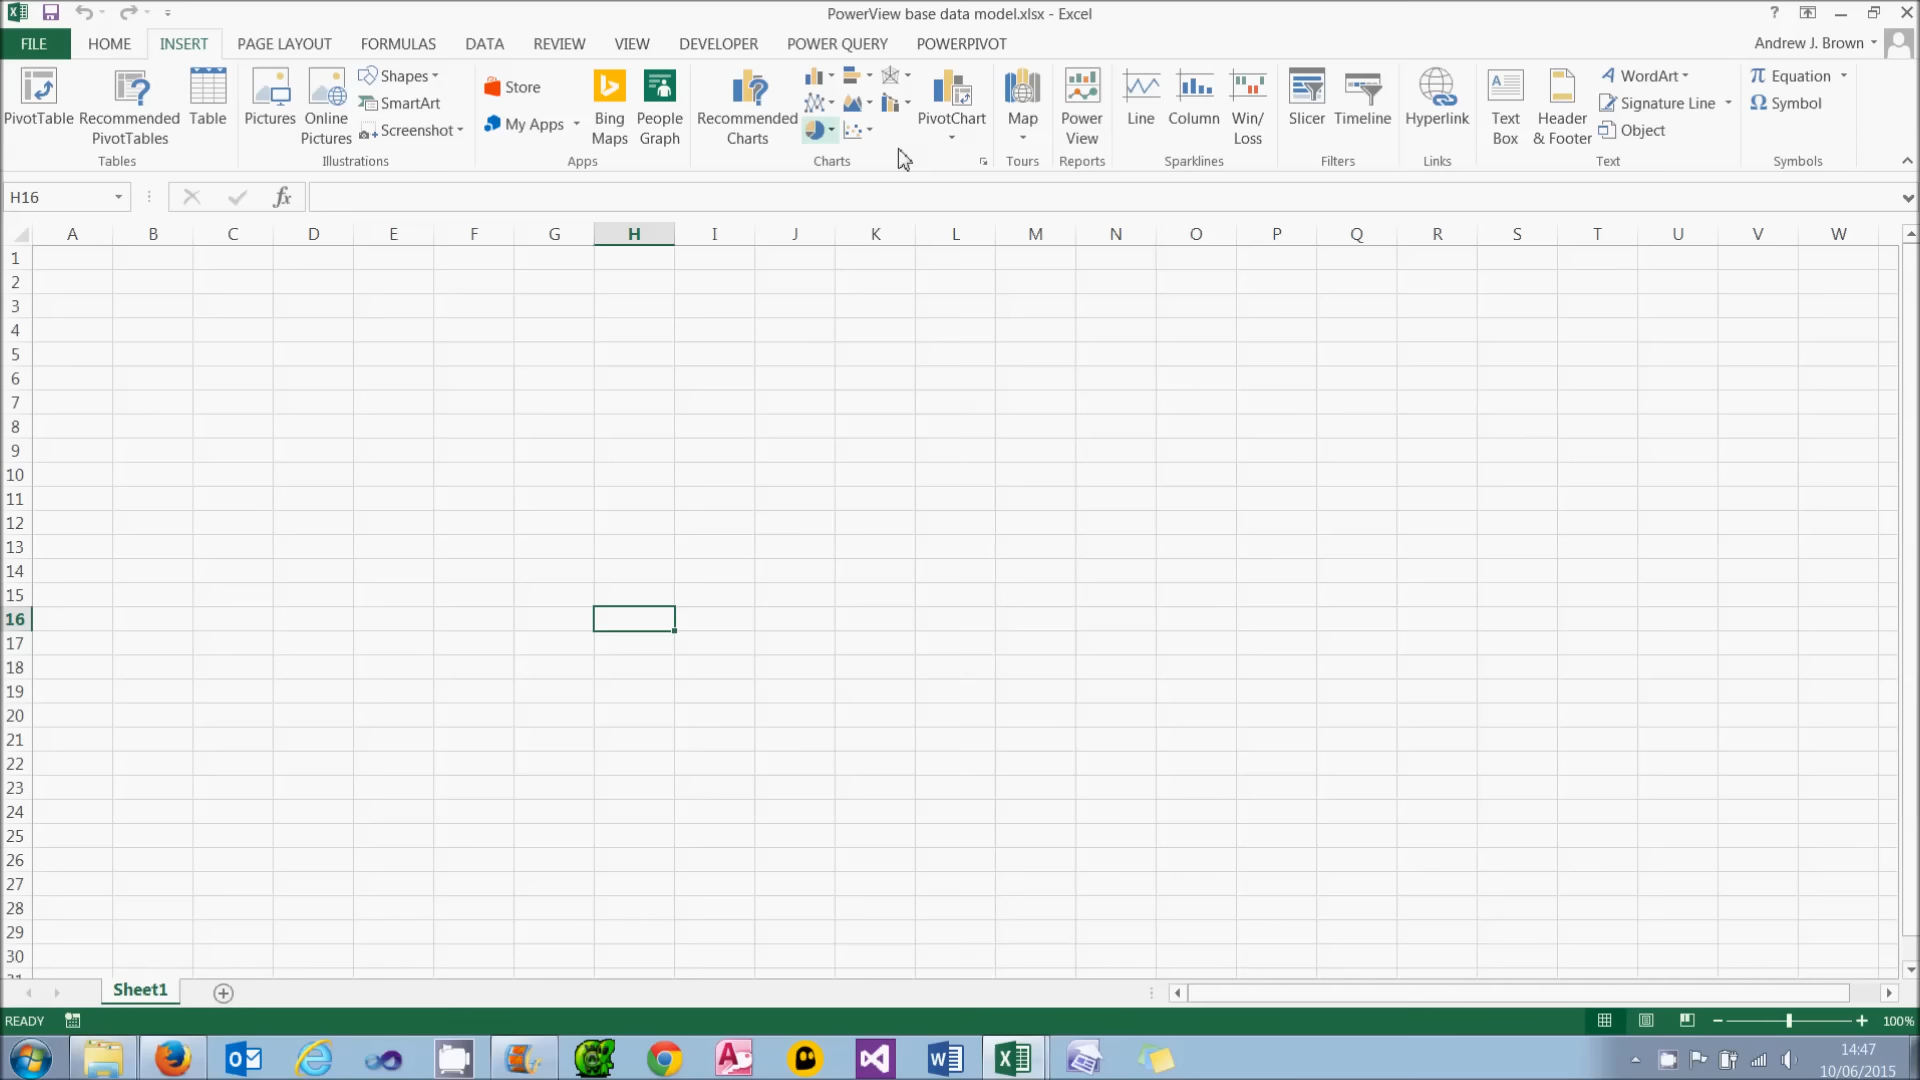 PowerView base data model.xlsx - Excel
?
FILE HOME INSERT PAGE LAYOUT FORMULAS DATA REVIEW VIEW DEVELOPER POWER QUERY POWERPIVOT
Andrew J. Brown
PivotTable
Recommended
PivotTables
Table
Tables
Pictures
Online
Pictures
Shapes
SmartArt
Screenshot
Illustrations
Store
My Apps
Bing
Maps
People
Graph
Apps
Recommended
Charts
PivotChart
Charts
Map
Tours
Power
View
Reports
Line
Column
Win/
Loss
Sparklines
Slicer
Timeline
Filters
Hyperlink
Links
Text
Box
Header
& Footer
WordArt
Signature Line
Object
Text
π Equation
Ω Symbol
Symbols
H16
fx
A B C D E F G H I J K L M N O P Q R S T U V W
1
2
3
4
5
6
7
8
9
10
11
12
13
14
15
16
17
18
19
20
21
22
23
24
25
26
27
28
29
30
Sheet1
READY
100%
14:47
10/06/2015